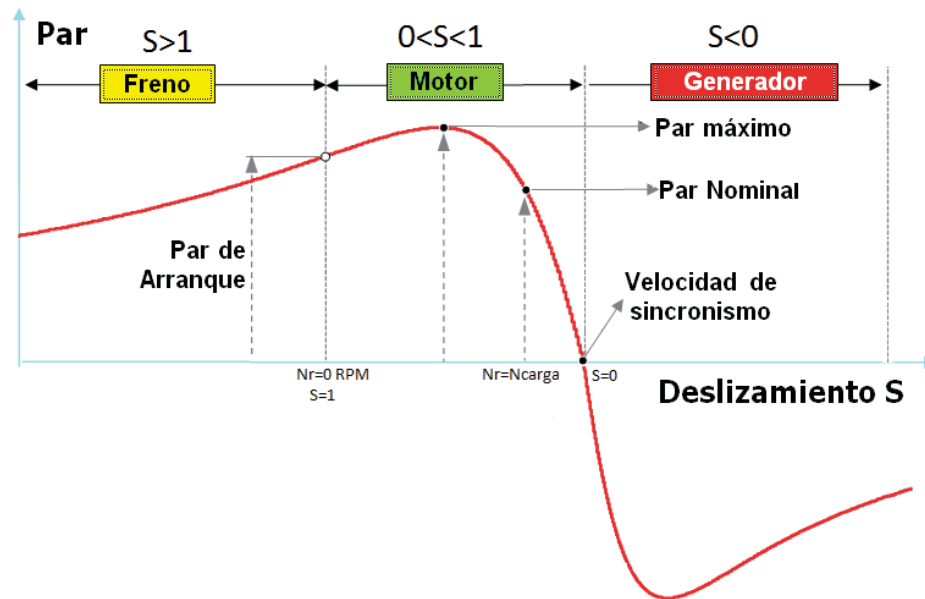 Par
S>1
0<S<1
S<0
Freno
Motor
Generador
Par máximo
Par Nominal
Par de
Arranque
Velocidad de
sincronismo
Nr=0 RPM
S=1
Nr=Ncarga
S=0
Deslizamiento S